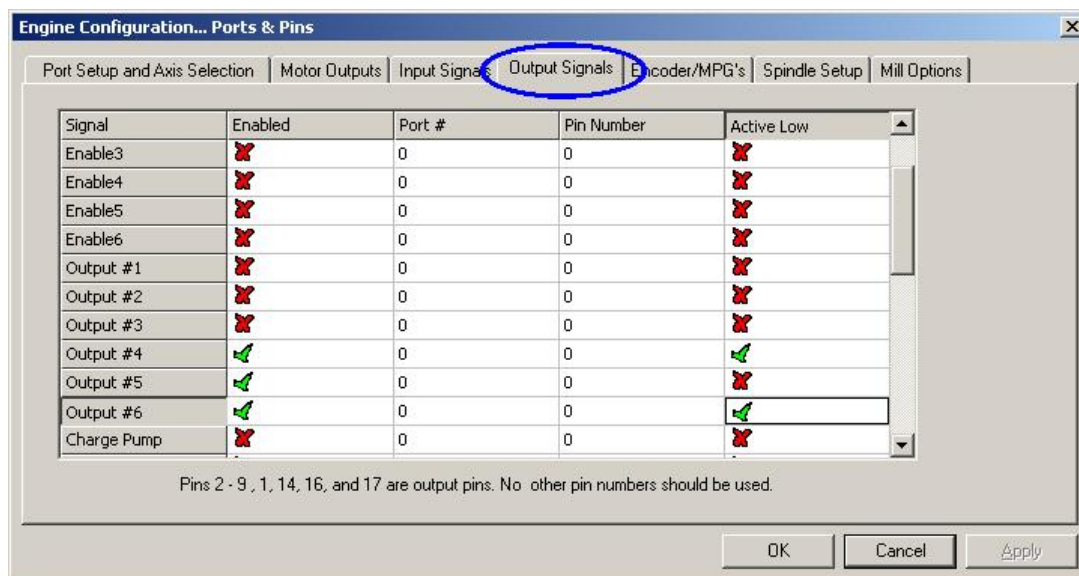 Engine Configuration... Ports & Pins
Port Setup and Axis Selection Motor Outputs Input Signals Output Signals Encoder/MPG's Spindle Setup Mill Options
Signal Enabled Port # Pin Number Active Low
Enable3 0 0
Enable4 0 0
Enable5 0 0
Enable6 0 0
Output #1 0 0
Output #2 0 0
Output #3 0 0
Output #4 0 0
Output #5 0 0
Output #6 0 0
Charge Pump 0 0
Pins 2 - 9 , 1, 14, 16, and 17 are output pins. No other pin numbers should be used.
OK Cancel Apply